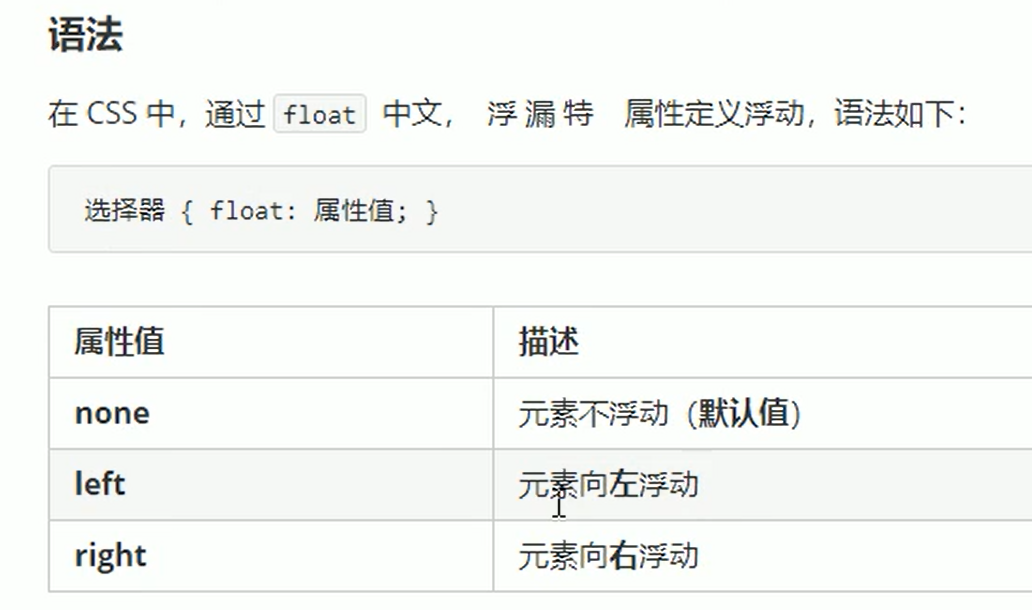 语法
在 CSS 中，通过 float 中文， 浮 漏 特 属性定义浮动，语法如下：
选择器 { float: 属性值; }
属性值 描述
none 元素不浮动（默认值）
left 元素向左浮动
right 元素向右浮动